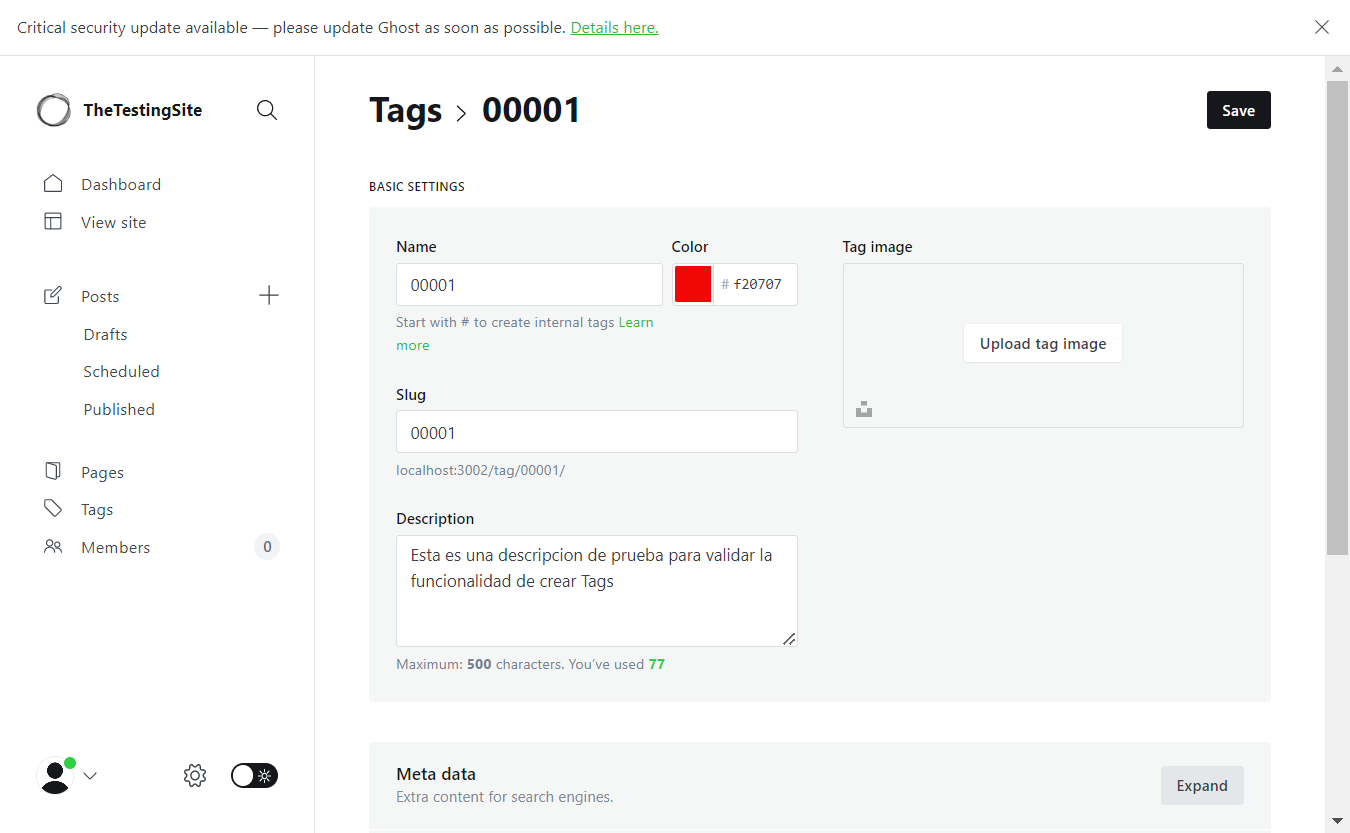 Critical security update available — please update Ghost as soon as possible. Details here.
TheTestingSite
Dashboard
View site
Posts
Drafts
Scheduled
Published
Pages
Tags
Members
0
Tags > 00001
Save
BASIC SETTINGS
Name
00001
Color
# f20707
Start with # to create internal tags Learn
more
Slug
00001
localhost:3002/tag/00001/
Description
Esta es una descripcion de prueba para validar la
funcionalidad de crear Tags
Maximum: 500 characters. You’ve used 77
Tag image
Upload tag image
Meta data
Extra content for search engines.
Expand